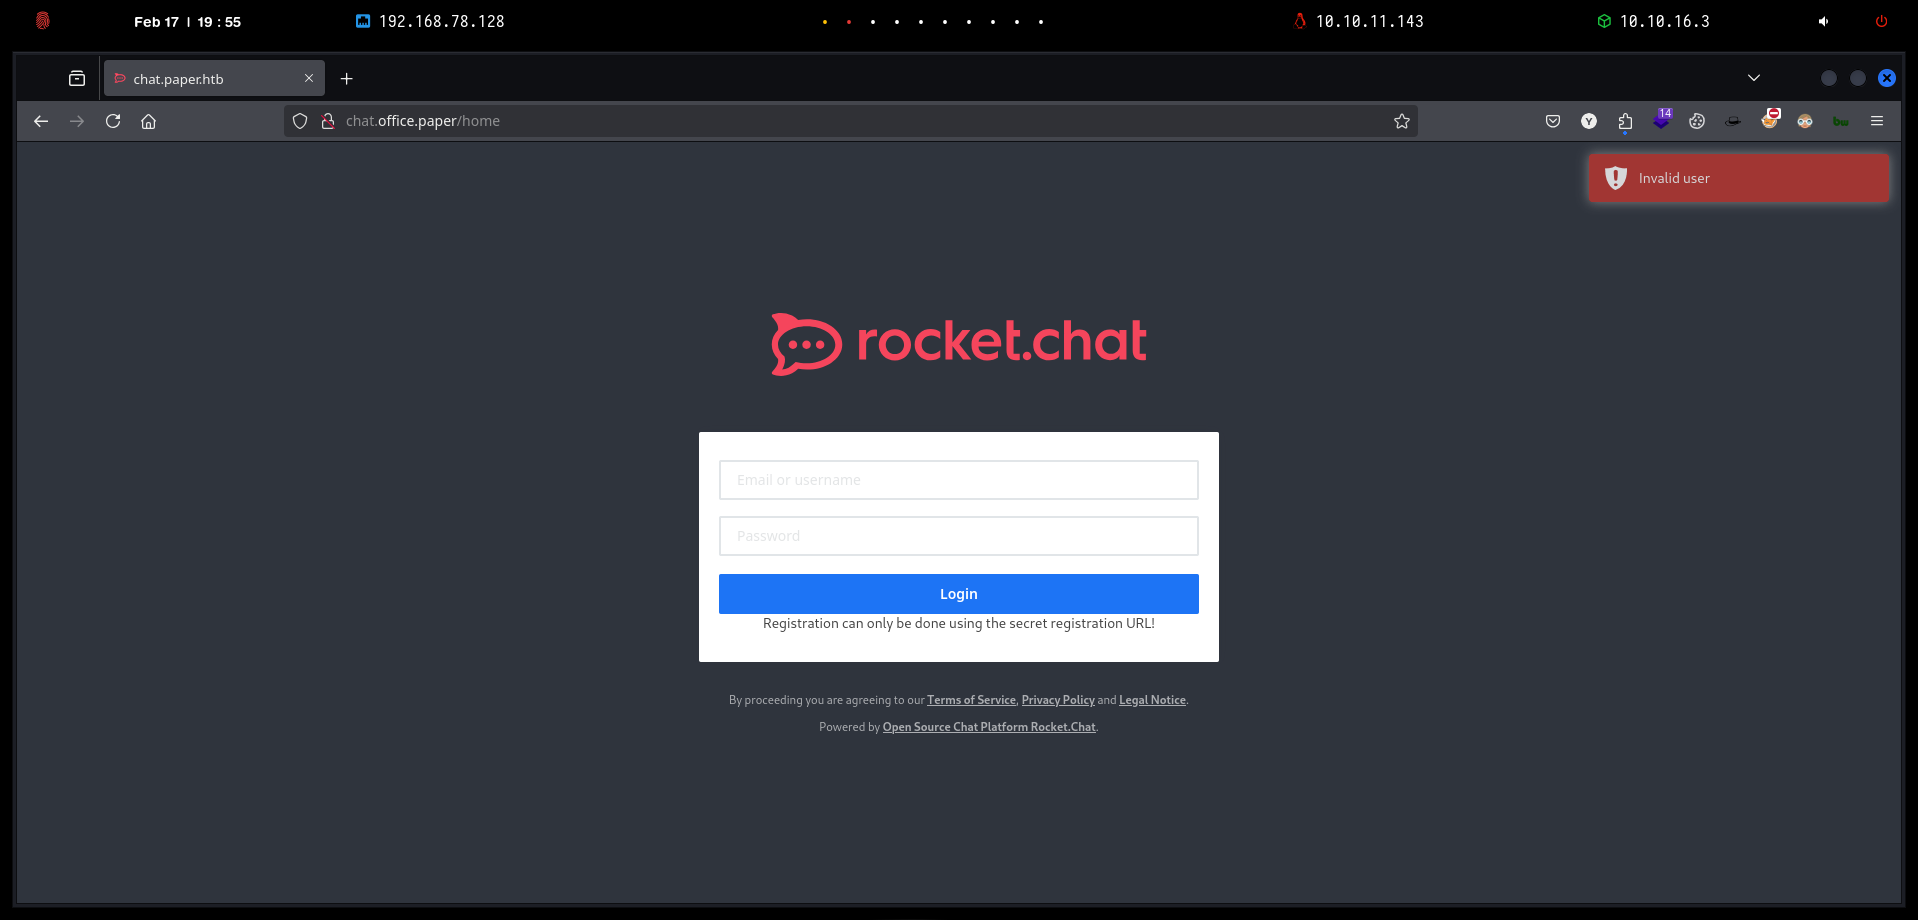 Feb 17 | 19 : 55
192.168.78.128
10.10.11.143
10.10.16.3
chat.paper.htb
chat.office.paper/home
Y
14
bw
Invalid user
rocket.chat
Email or username
Password
Login
Registration can only be done using the secret registration URL!
By proceeding you are agreeing to our Terms of Service, Privacy Policy and Legal Notice.
Powered by Open Source Chat Platform Rocket.Chat.